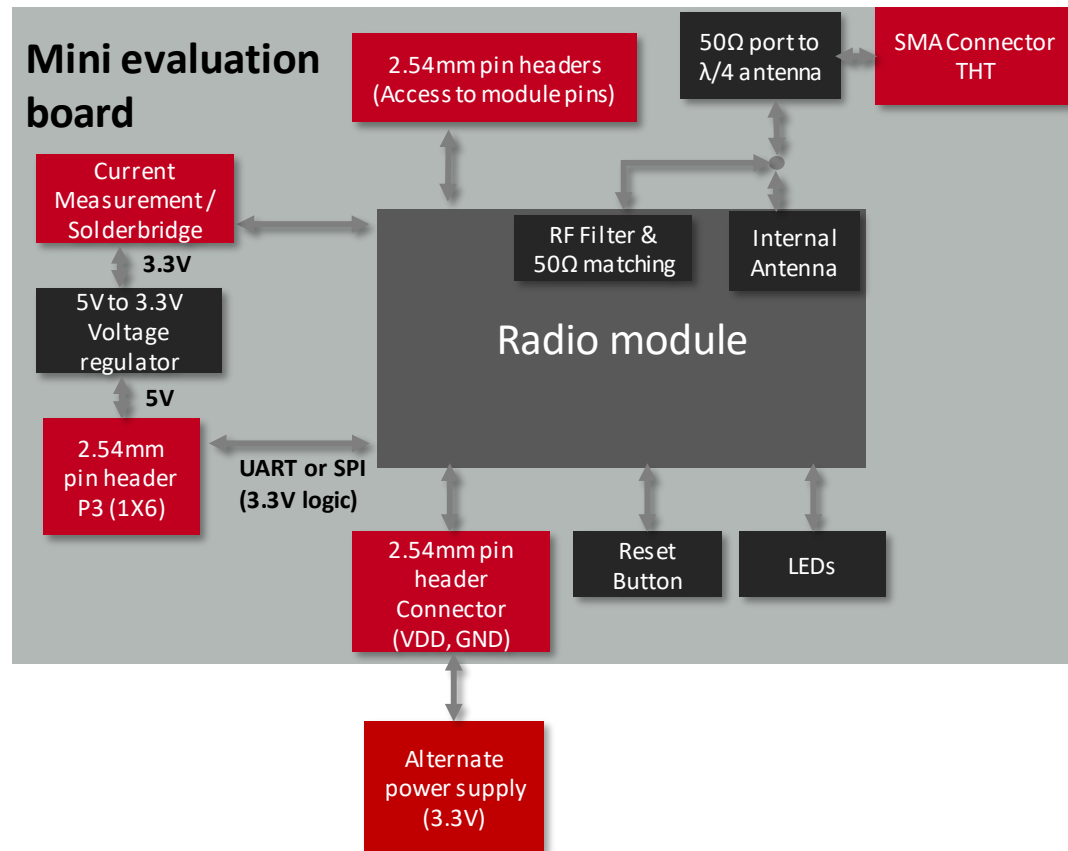 Mini evaluation
board
2.54mm pin headers
(Access to module pins)
50Ω port to
λ/4 antenna
SMA Connector
THT
Current
Measurement /
Solderbridge
3.3V
5V to 3.3V
Voltage
regulator
5V
2.54mm
pin header
P3 (1X6)
UART or SPI
(3.3V logic)
RF Filter &
50Ω matching
Internal
Antenna
Radio module
2.54mm pin
header
Connector
(VDD, GND)
Reset
Button
LEDs
Alternate
power supply
(3.3V)